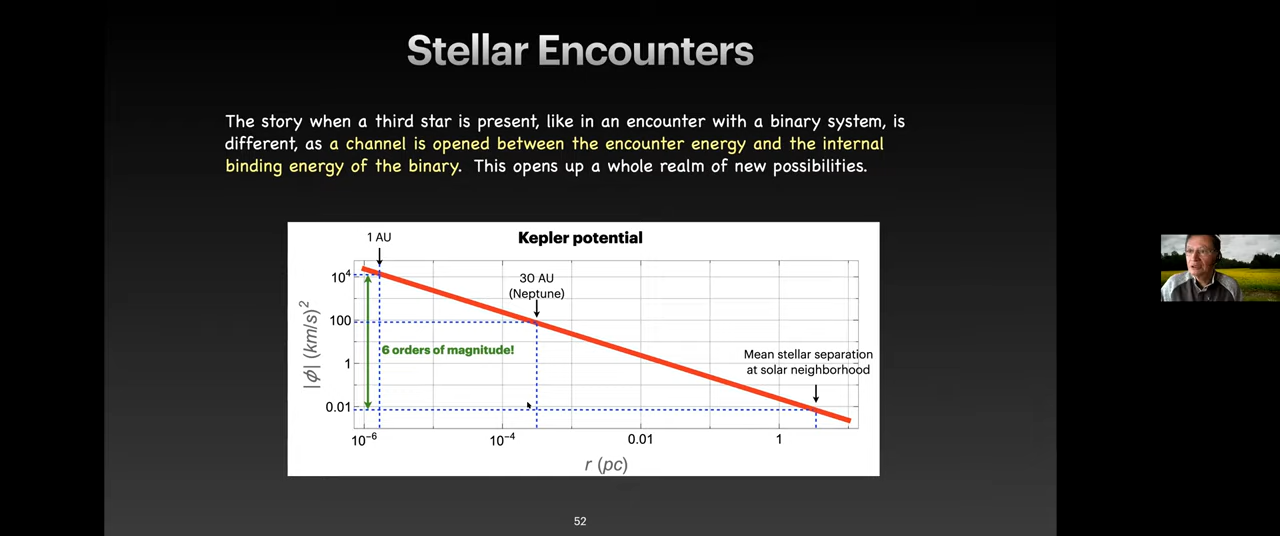 Stellar Encounters
The story when a third star is present, like in an encounter with a binary system, is
different, as a channel is opened between the encounter energy and the internal
binding energy of the binary. This opens up a whole realm of new possibilities.
1 AU
Kepler potential
30 AU
(Neptune)
10⁴
100
1
0.01
|ϕ| (km/s)²
6 orders of magnitude!
Mean stellar separation
at solar neighborhood
10⁻⁶
10⁻⁴
0.01
1
r (pc)
52